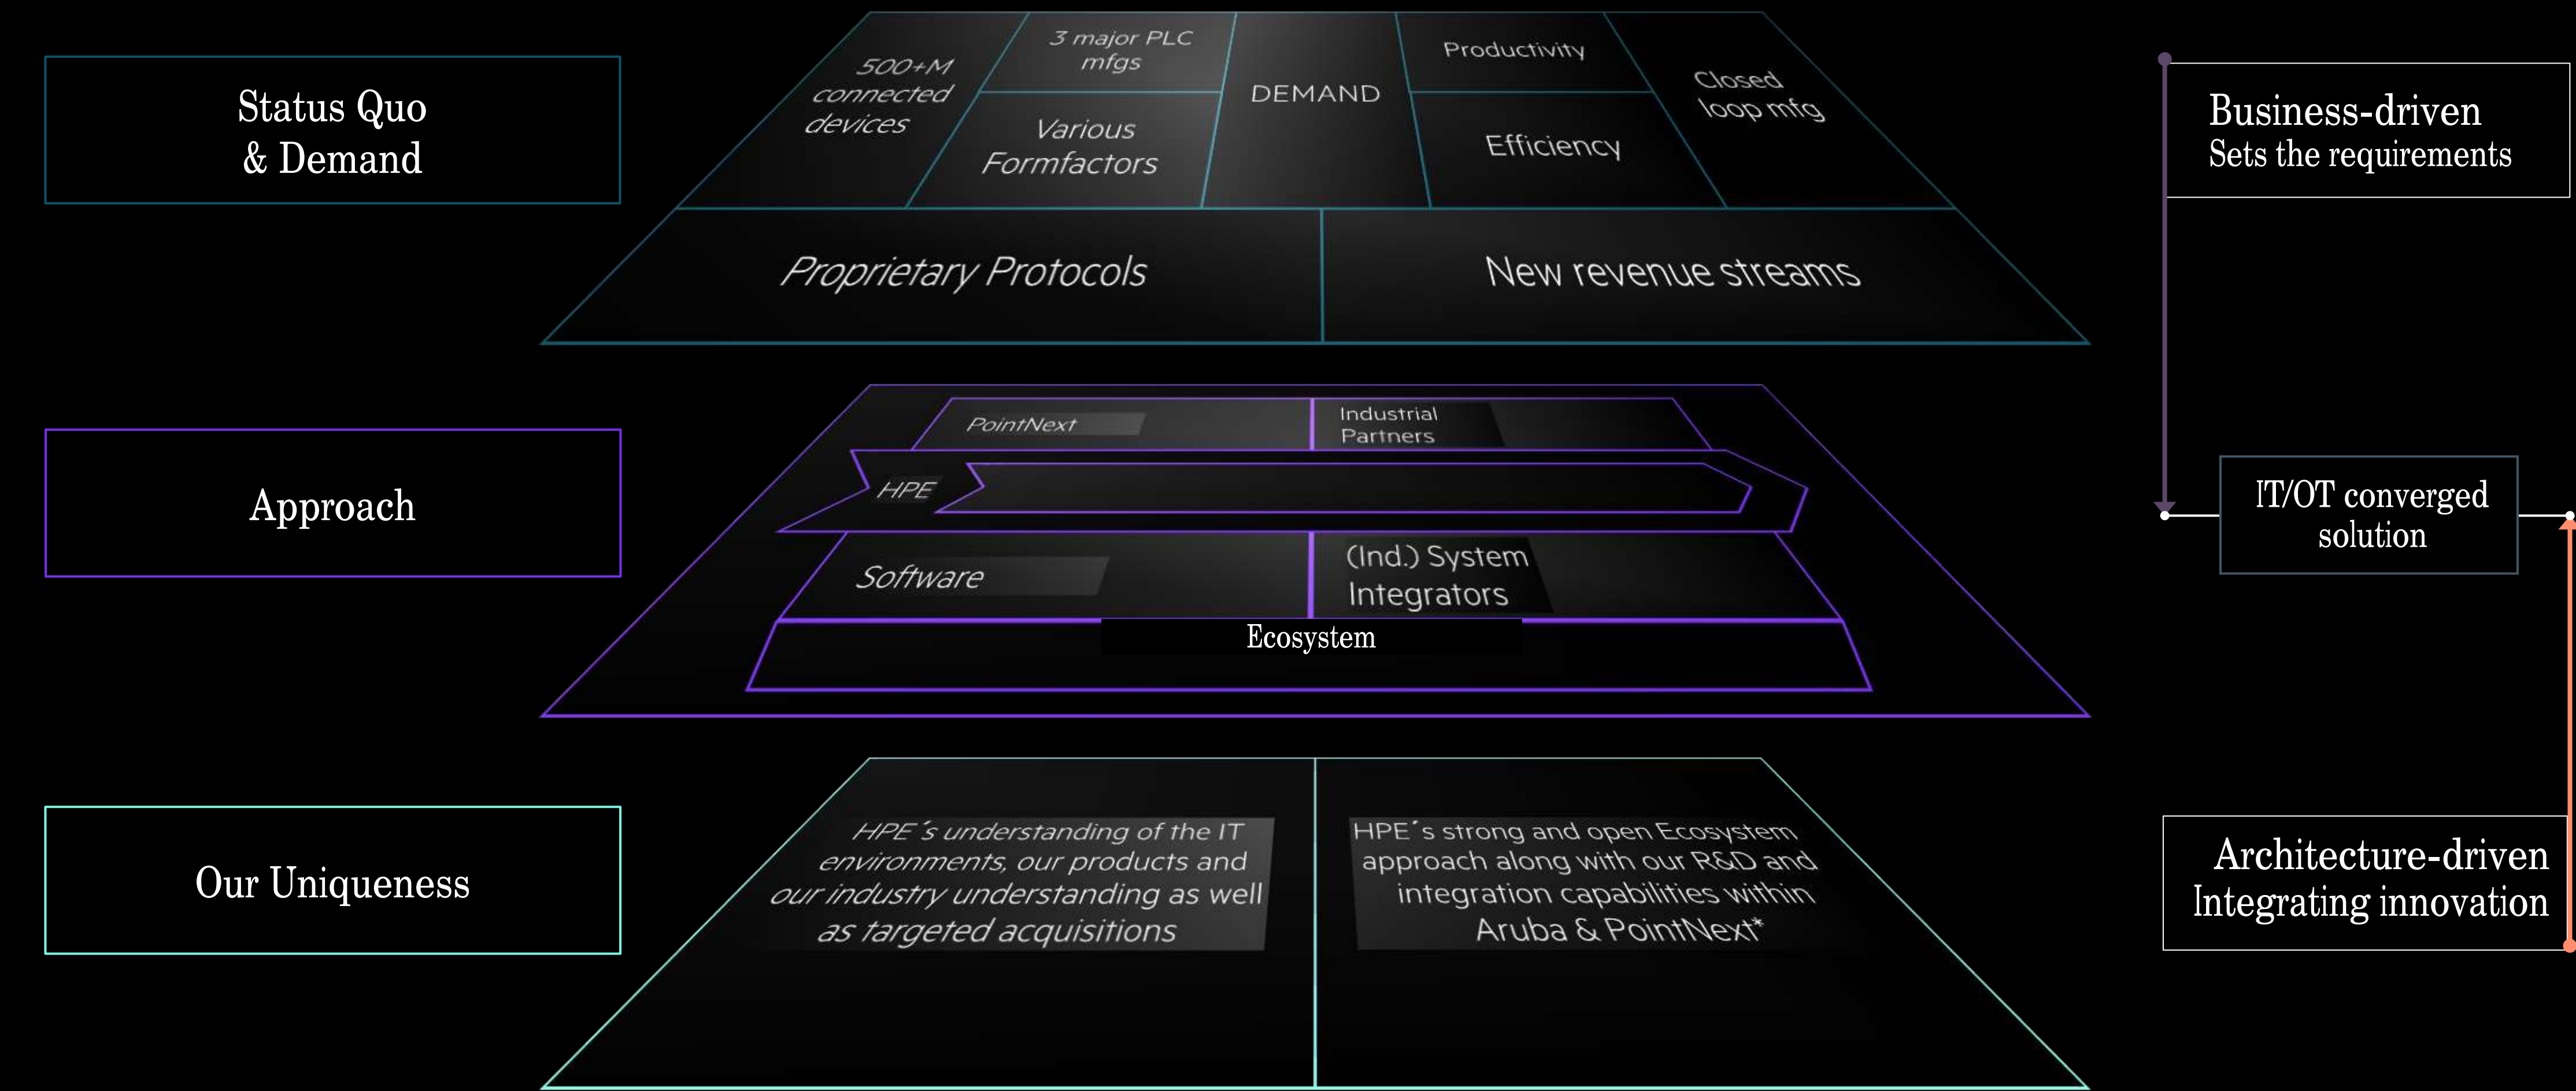 Status Quo
& Demand
500+M
connected
devices
3 major PLC
mfgs
Various
Formfactors
DEMAND
Productivity
Efficiency
Closed
loop mfg
Proprietary Protocols
New revenue streams
Business-driven
Sets the requirements
Approach
PointNext
Industrial
Partners
HPE
Software
(Ind.) System
Integrators
Ecosystem
IT/OT converged
solution
Our Uniqueness
HPE´s understanding of the IT
environments, our products and
our industry understanding as well
as targeted acquisitions
HPE´s strong and open Ecosystem
approach along with our R&D and
integration capabilities within
Aruba & PointNext*
Architecture-driven
Integrating innovation